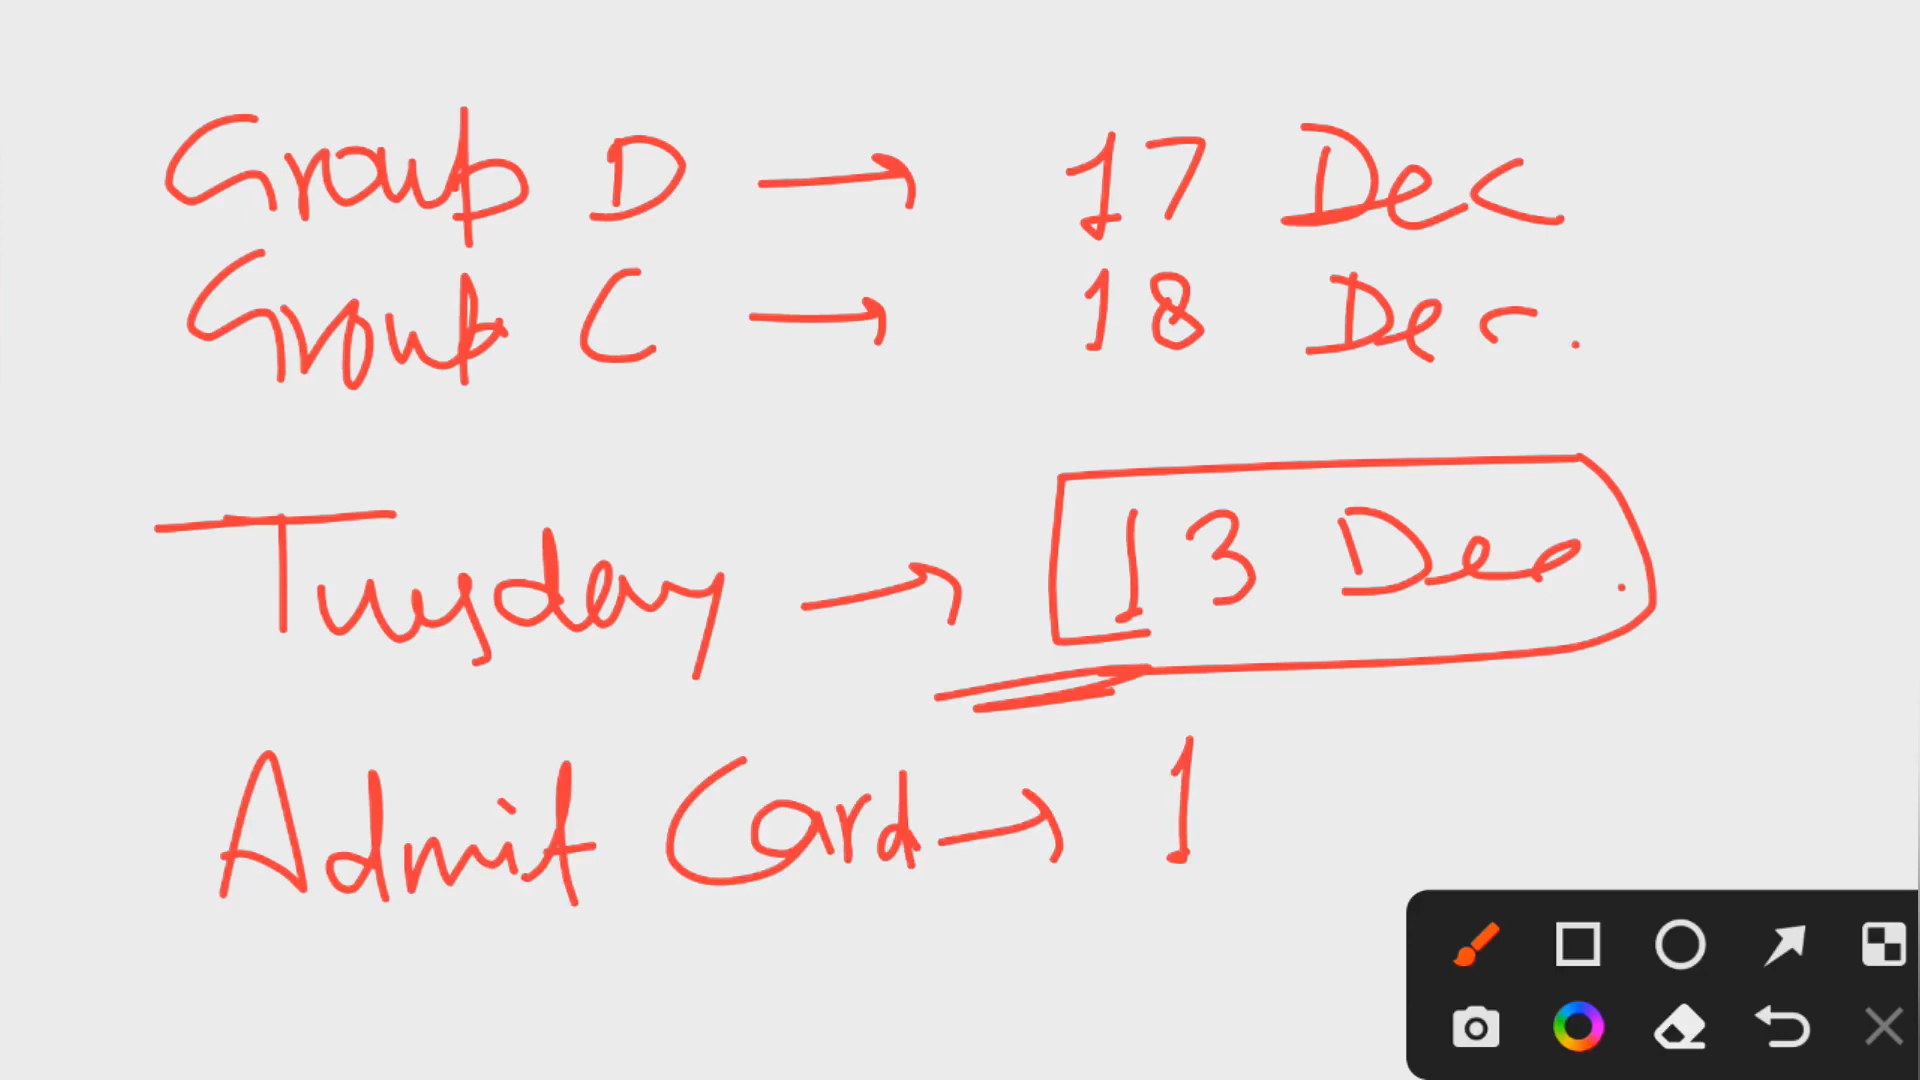 Group D → 17 Dec
Group C → 18 Dec.
Tuesday → 13 Dec.
Admit Card → 1